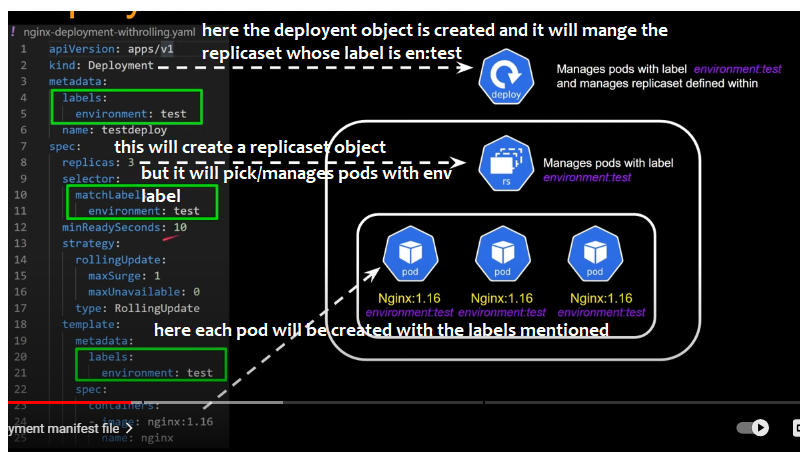 ! nginx-deployment-withrolling.yaml
1 apiVersion: apps/v1
2 kind: Deployment
3 metadata:
4 labels:
5 environment: test
6 name: testdeploy
7 spec:
8 replicas: 3
9 selector:
10 matchLabel
11 environment: test
12 minReadySeconds: 10
13 strategy:
14 rollingUpdate:
15 maxSurge: 1
16 maxUnavailable: 0
17 type: RollingUpdate
18 template:
19 metadata:
20 labels:
21 environment: test
22 spec:
23 containers:
24 - image: nginx:1.16
25 name: nginx
yment manifest file
here the deployent object is created and it will mange the
replicaset whose label is en:test
this will create a replicaset object
but it will pick/manages pods with env
label
here each pod will be created with the labels mentioned
deploy
Manages pods with label environment:test
and manages replicaset defined within
rs
Manages pods with label
environment:test
pod pod pod
Nginx:1.16 Nginx:1.16 Nginx:1.16
environment:test environment:test environment:test